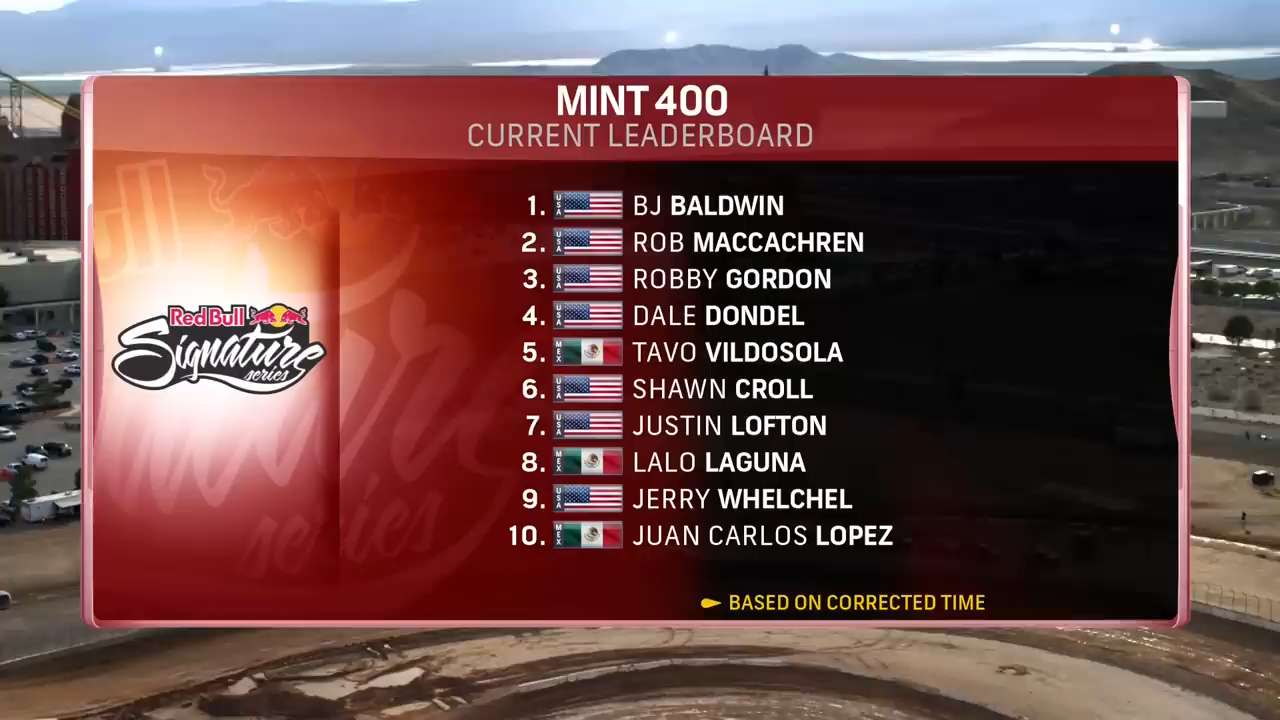 MINT 400
CURRENT LEADERBOARD
1. USA BJ BALDWIN
2. USA ROB MACCACHREN
3. USA ROBBY GORDON
4. USA DALE DONDEL
5. MEX TAVO VILDOSOLA
6. USA SHAWN CROLL
7. USA JUSTIN LOFTON
8. MEX LALO LAGUNA
9. USA JERRY WHELCHEL
10. MEX JUAN CARLOS LOPEZ
Red Bull
Signature
series
BASED ON CORRECTED TIME